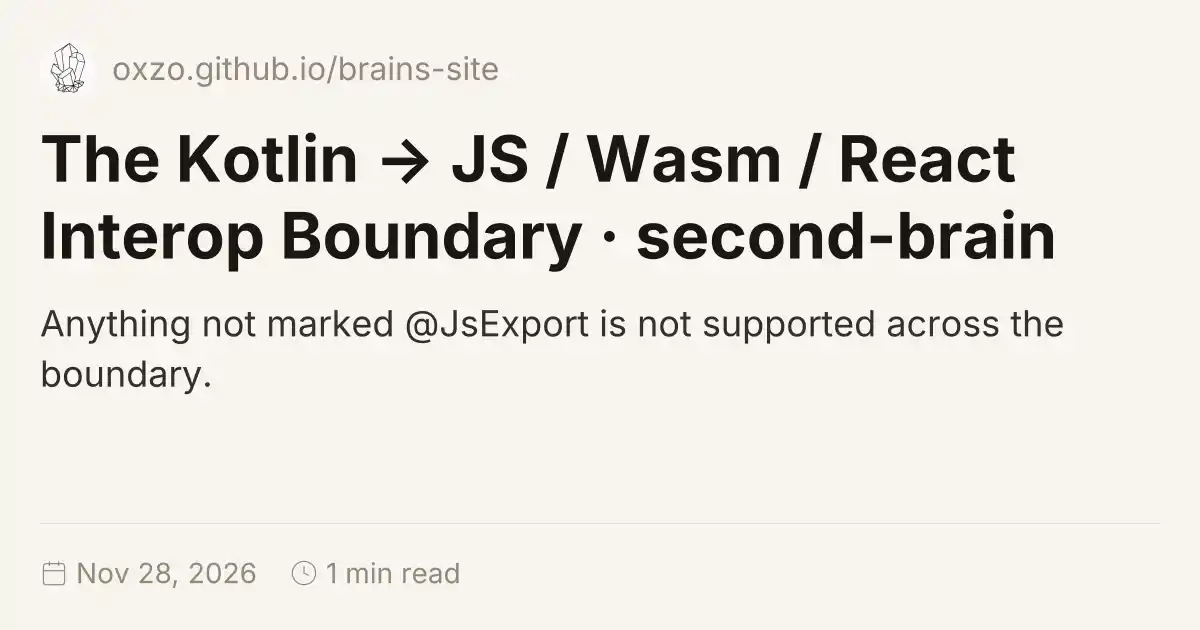 oxzo.github.io/brains-site
The Kotlin → JS / Wasm / React
Interop Boundary · second-brain
Anything not marked @JsExport is not supported across the
boundary.
Nov 28, 2026 1 min read